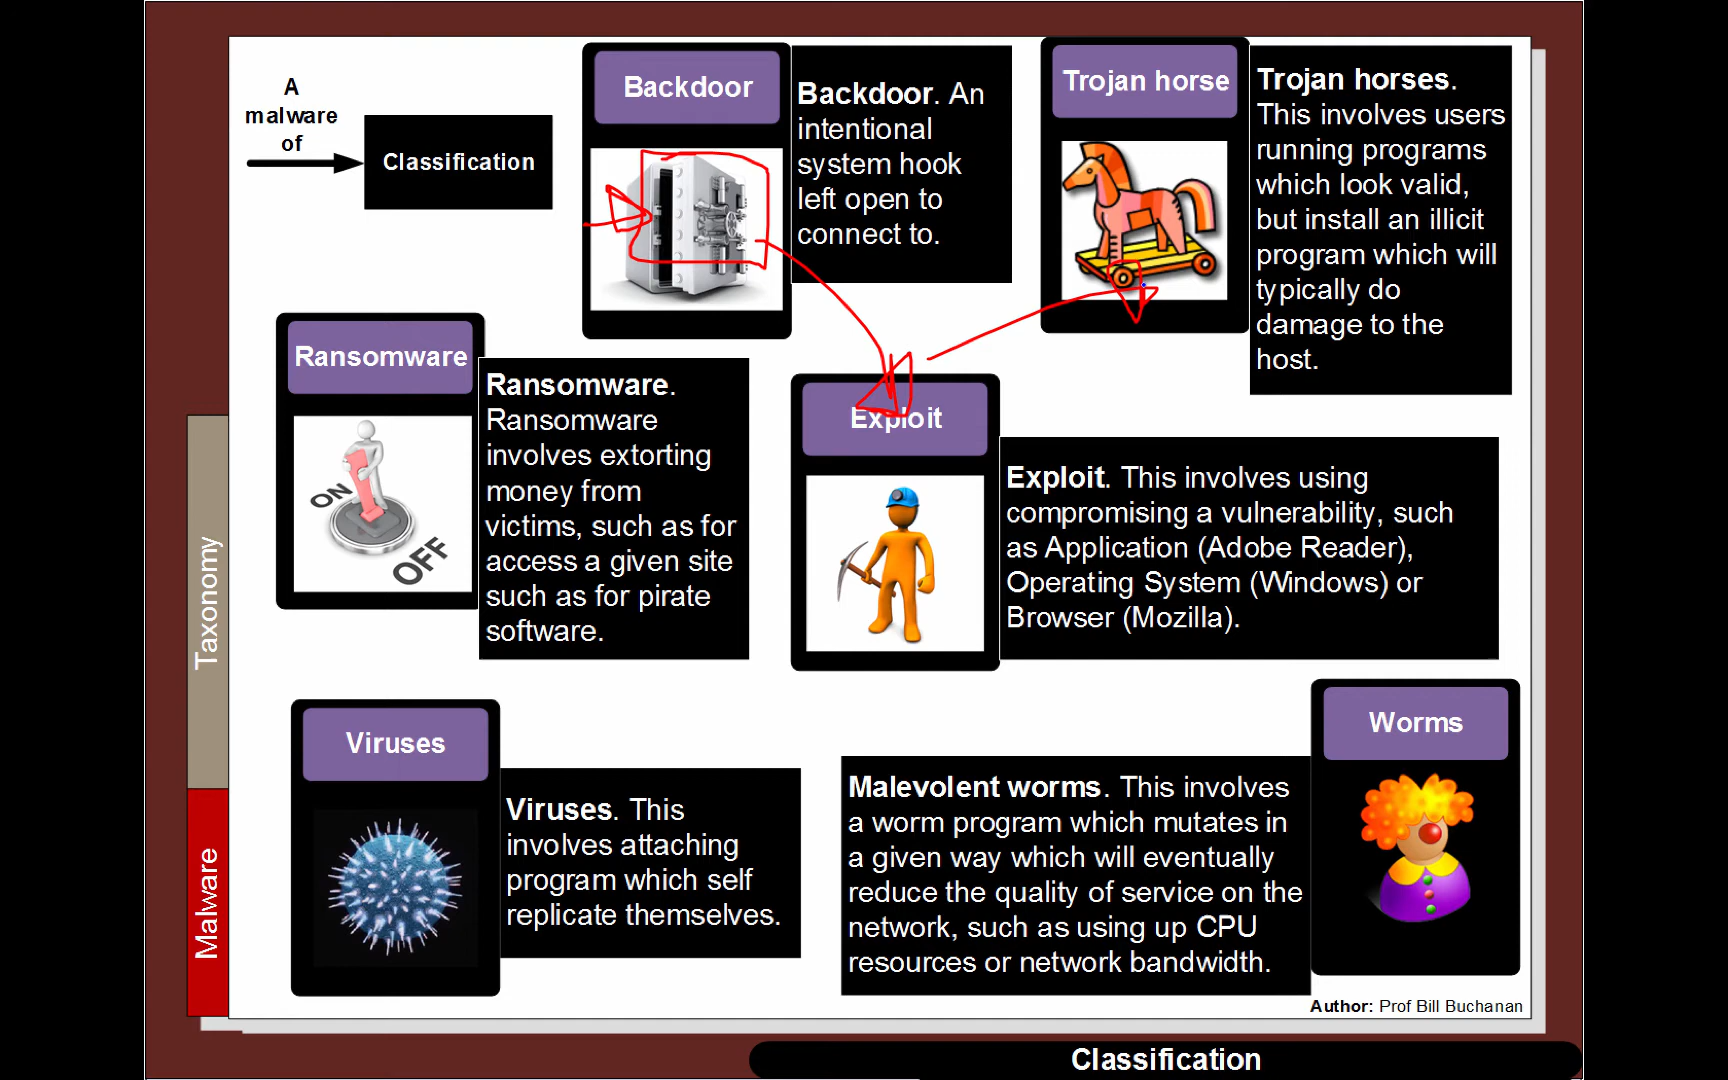 A
malware
of
Classification
Backdoor
Backdoor. An
intentional
system hook
left open to
connect to.
Trojan horse
Trojan horses.
This involves users
running programs
which look valid,
but install an illicit
program which will
typically do
damage to the
host.
Ransomware
ON
OFF
Ransomware.
Ransomware
involves extorting
money from
victims, such as for
access a given site
such as for pirate
software.
Exploit
Exploit. This involves using
compromising a vulnerability, such
as Application (Adobe Reader),
Operating System (Windows) or
Browser (Mozilla).
Viruses
Viruses. This
involves attaching
program which self
replicate themselves.
Malevolent worms. This involves
a worm program which mutates in
a given way which will eventually
reduce the quality of service on the
network, such as using up CPU
resources or network bandwidth.
Worms
Taxonomy
Malware
Author: Prof Bill Buchanan
Classification